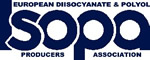 EUROPEAN DIISOCYANATE & POLYOL
isopa
PRODUCERS ASSOCIATION